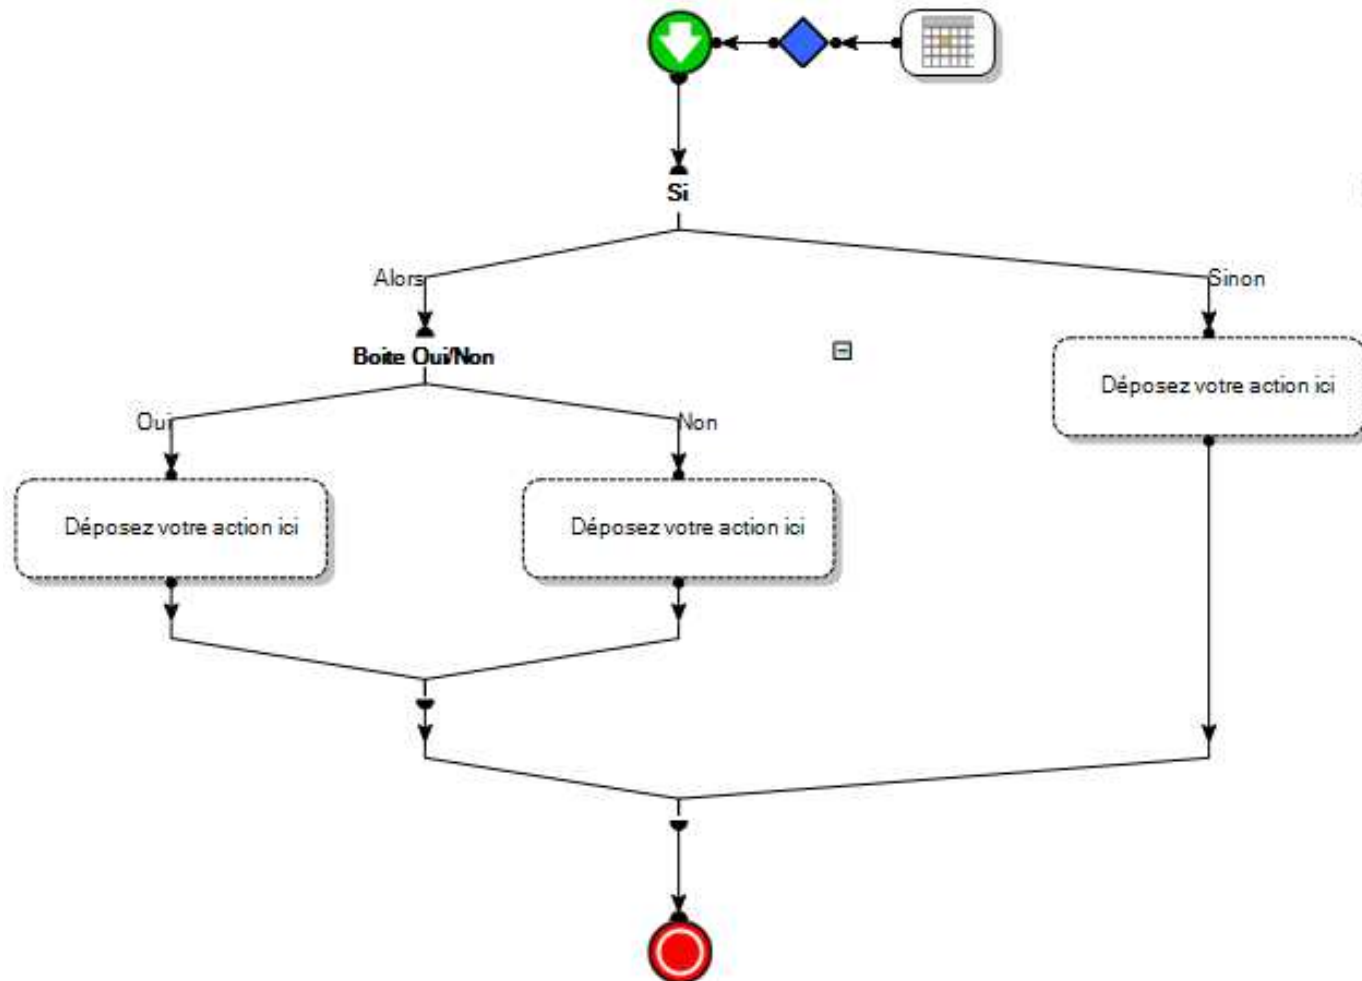 Si
Alors
Sinon
Boite Oui/Non
Déposez votre action ici
Oui
Non
Déposez votre action ici
Déposez votre action ici